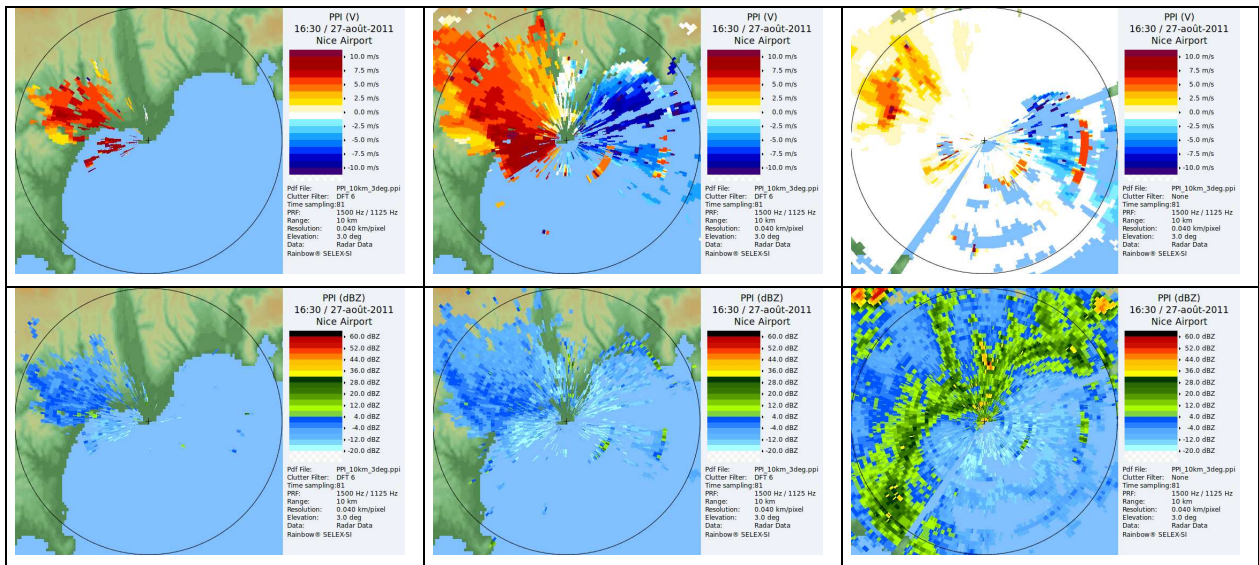 PPI (V)
16:30 / 27-août-2011
Nice Airport
10.0 m/s
7.5 m/s
5.0 m/s
2.5 m/s
0.0 m/s
-2.5 m/s
-5.0 m/s
-7.5 m/s
-10.0 m/s
Pdf File: PPI_10km_3deg.ppi
Clutter Filter: DFT 6
Time sampling:81
PRF: 1500 Hz / 1125 Hz
Range: 10 km
Resolution: 0.040 km/pixel
Elevation: 3.0 deg
Data: Radar Data
Rainbow® SELEX-SI
PPI (V)
16:30 / 27-août-2011
Nice Airport
10.0 m/s
7.5 m/s
5.0 m/s
2.5 m/s
0.0 m/s
-2.5 m/s
-5.0 m/s
-7.5 m/s
-10.0 m/s
Pdf File: PPI_10km_3deg.ppi
Clutter Filter: DFT 6
Time sampling:81
PRF: 1500 Hz / 1125 Hz
Range: 10 km
Resolution: 0.040 km/pixel
Elevation: 3.0 deg
Data: Radar Data
Rainbow® SELEX-SI
PPI (V)
16:30 / 27-août-2011
Nice Airport
10.0 m/s
7.5 m/s
5.0 m/s
2.5 m/s
0.0 m/s
-2.5 m/s
-5.0 m/s
-7.5 m/s
-10.0 m/s
Pdf File: PPI_10km_3deg.ppi
Clutter Filter: None
Time sampling:81
PRF: 1500 Hz / 1125 Hz
Range: 10 km
Resolution: 0.040 km/pixel
Elevation: 3.0 deg
Data: Radar Data
Rainbow® SELEX-SI
PPI (dBZ)
16:30 / 27-août-2011
Nice Airport
60.0 dBZ
52.0 dBZ
44.0 dBZ
36.0 dBZ
28.0 dBZ
20.0 dBZ
12.0 dBZ
4.0 dBZ
-4.0 dBZ
-12.0 dBZ
-20.0 dBZ
Pdf File: PPI_10km_3deg.ppi
Clutter Filter: DFT 6
Time sampling:81
PRF: 1500 Hz / 1125 Hz
Range: 10 km
Resolution: 0.040 km/pixel
Elevation: 3.0 deg
Data: Radar Data
Rainbow® SELEX-SI
PPI (dBZ)
16:30 / 27-août-2011
Nice Airport
60.0 dBZ
52.0 dBZ
44.0 dBZ
36.0 dBZ
28.0 dBZ
20.0 dBZ
12.0 dBZ
4.0 dBZ
-4.0 dBZ
-12.0 dBZ
-20.0 dBZ
Pdf File: PPI_10km_3deg.ppi
Clutter Filter: DFT 6
Time sampling:81
PRF: 1500 Hz / 1125 Hz
Range: 10 km
Resolution: 0.040 km/pixel
Elevation: 3.0 deg
Data: Radar Data
Rainbow® SELEX-SI
PPI (dBZ)
16:30 / 27-août-2011
Nice Airport
60.0 dBZ
52.0 dBZ
44.0 dBZ
36.0 dBZ
28.0 dBZ
20.0 dBZ
12.0 dBZ
4.0 dBZ
-4.0 dBZ
-12.0 dBZ
-20.0 dBZ
Pdf File: PPI_10km_3deg.ppi
Clutter Filter: None
Time sampling:81
PRF: 1500 Hz / 1125 Hz
Range: 10 km
Resolution: 0.040 km/pixel
Elevation: 3.0 deg
Data: Radar Data
Rainbow® SELEX-SI